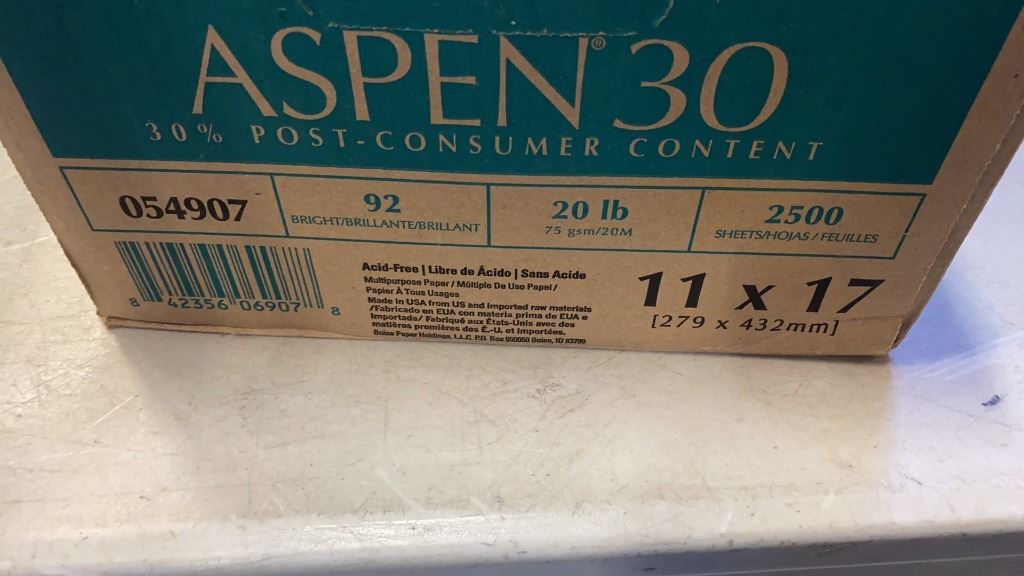 ASPEN® 30
30% POST-CONSUMER CONTENT
054907
92
BRIGHT/BRILLANTE/BRILLANT
20 lb
75 gsm/20M
2500
SHEETS/HOJAS/FEUILLES
8 42356 06907 8
Acid-Free | Libre de Ácido | Sans Acide
Multipurpose Paper / Múltiple De Uso Papel /
Papier À Tous Usages
Made in USA from US and imported raw materials
/Fabricado en EUA con materia prima de EUA e
Importada/ Fabriqué aux États-Unis avec des
matières premières des É.-U. et importées.
Boise Paper Holdings, L.L.C. P.O. Box 990050 Boise, ID 83799
11 x 17
[279 x 432mm]